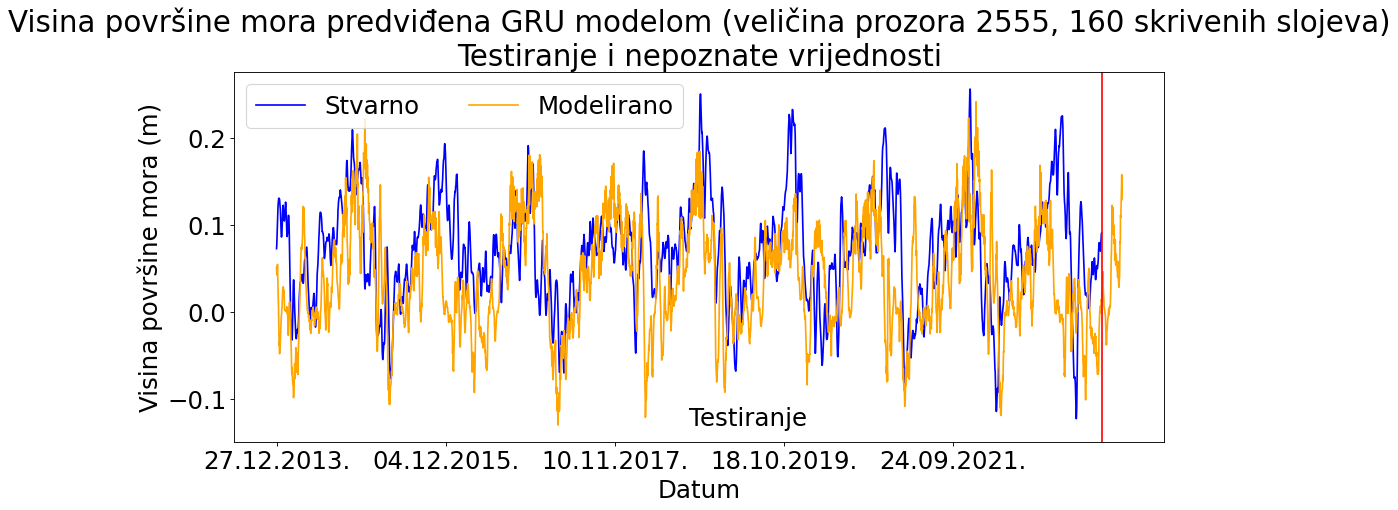 Visina površine mora predviđena GRU modelom (veličina prozora 2555, 160 skrivenih slojeva)
Testiranje i nepoznate vrijednosti
Stvarno
Modelirano
Visina površine mora (m)
0.2
0.1
0.0
−0.1
Testiranje
27.12.2013.
04.12.2015.
10.11.2017.
18.10.2019.
24.09.2021.
Datum